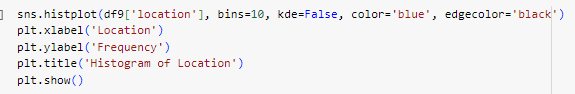 sns.histplot(df9['location'], bins=10, kde=False, color='blue', edgecolor='black')
plt.xlabel('Location')
plt.ylabel('Frequency')
plt.title('Histogram of Location')
plt.show()